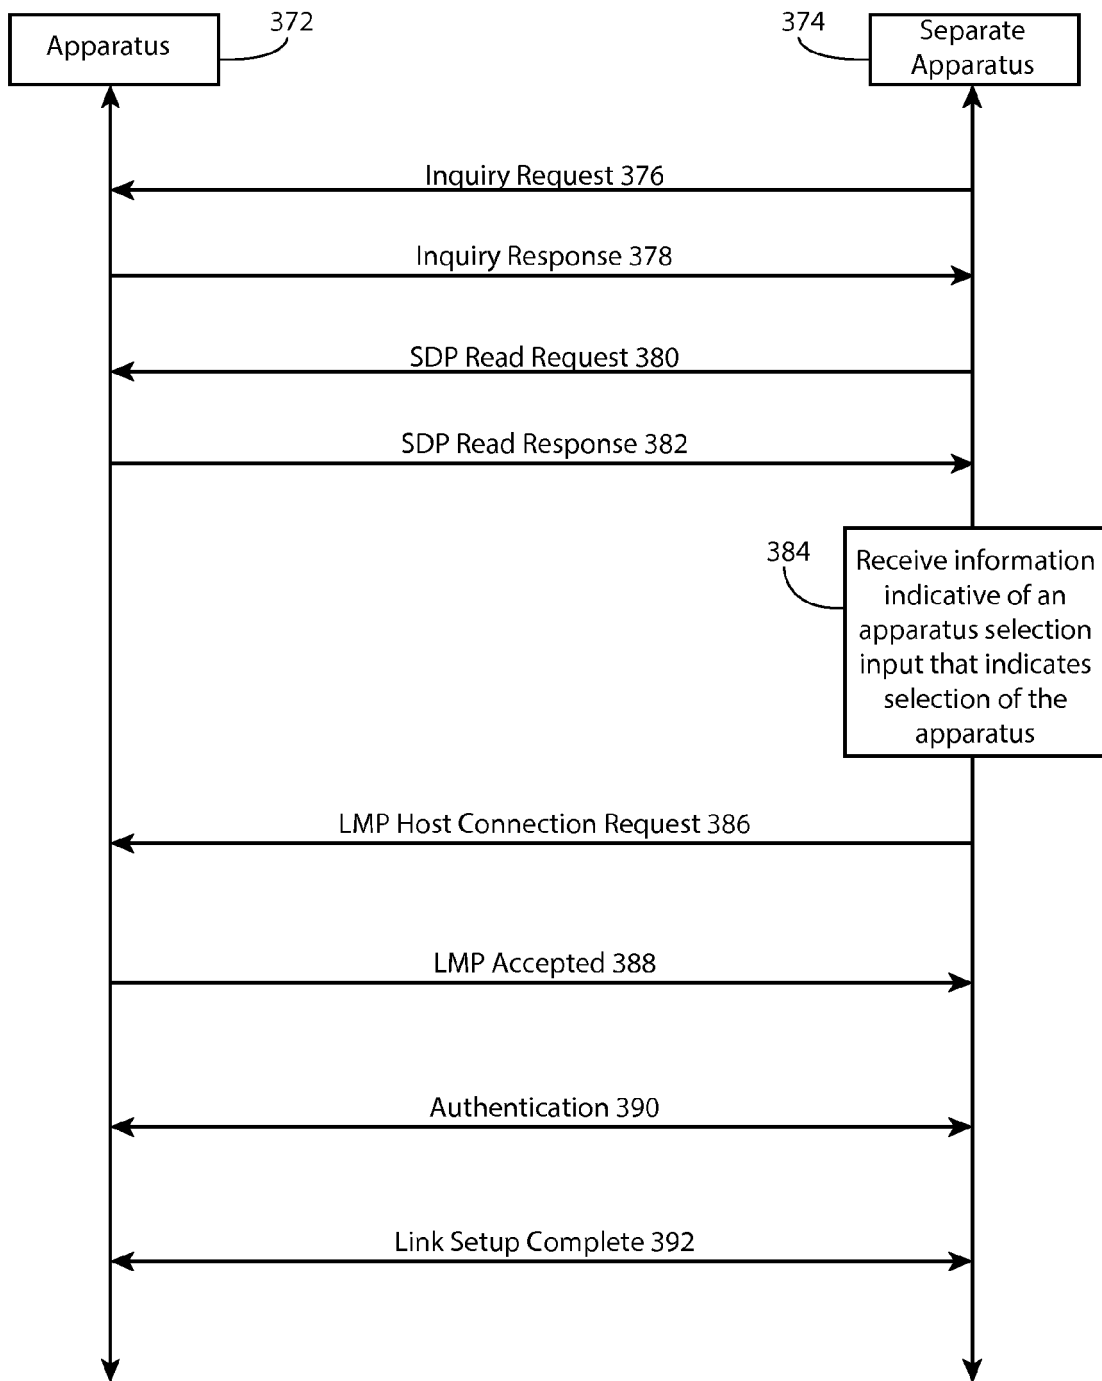 Apparatus
372
374
Separate
Apparatus
Inquiry Request 376
Inquiry Response 378
SDP Read Request 380
SDP Read Response 382
384
Receive information
indicative of an
apparatus selection
input that indicates
selection of the
apparatus
LMP Host Connection Request 386
LMP Accepted 388
Authentication 390
Link Setup Complete 392